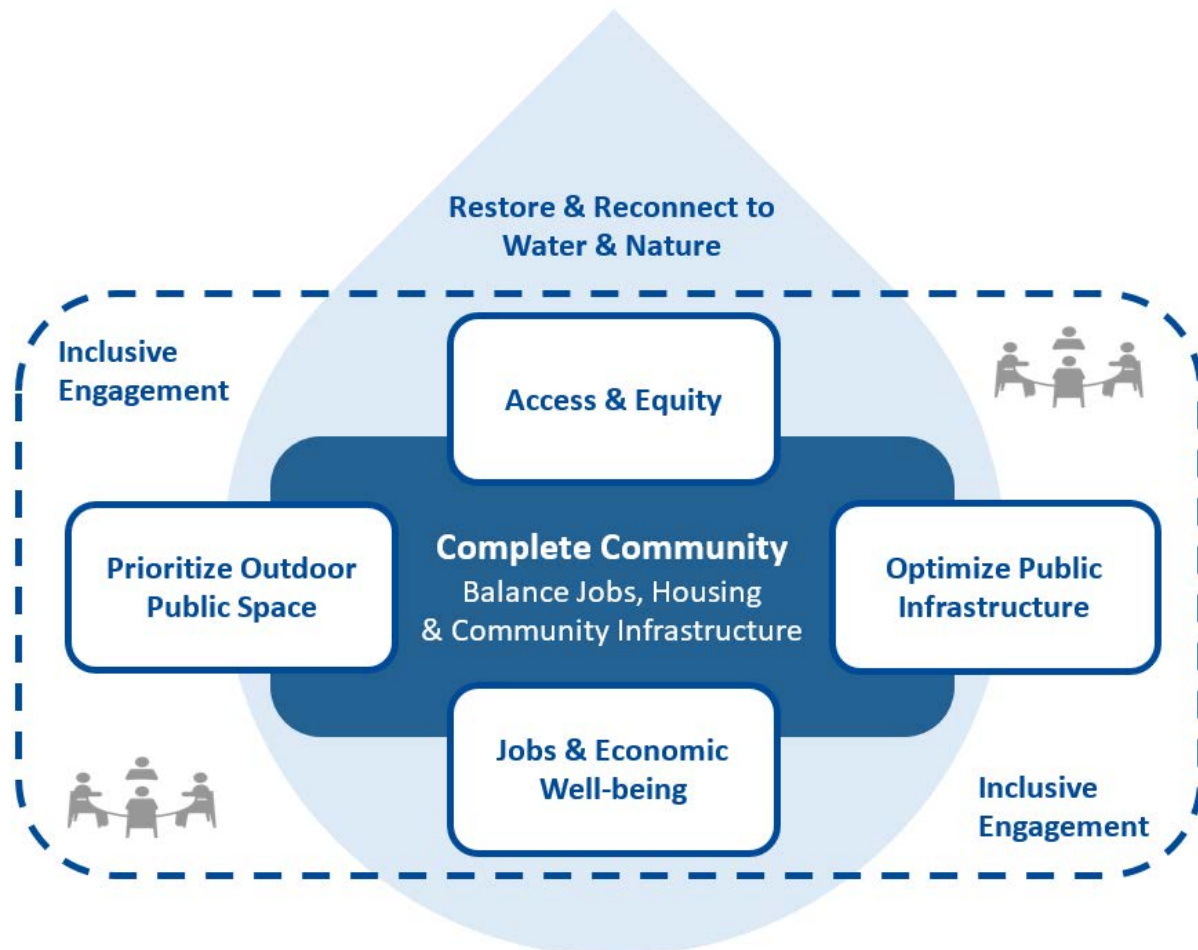 Restore & Reconnect to
Water & Nature
Inclusive
Engagement
Access & Equity
Prioritize Outdoor
Public Space
Complete Community
Balance Jobs, Housing
& Community Infrastructure
Optimize Public
Infrastructure
Jobs & Economic
Well-being
Inclusive
Engagement